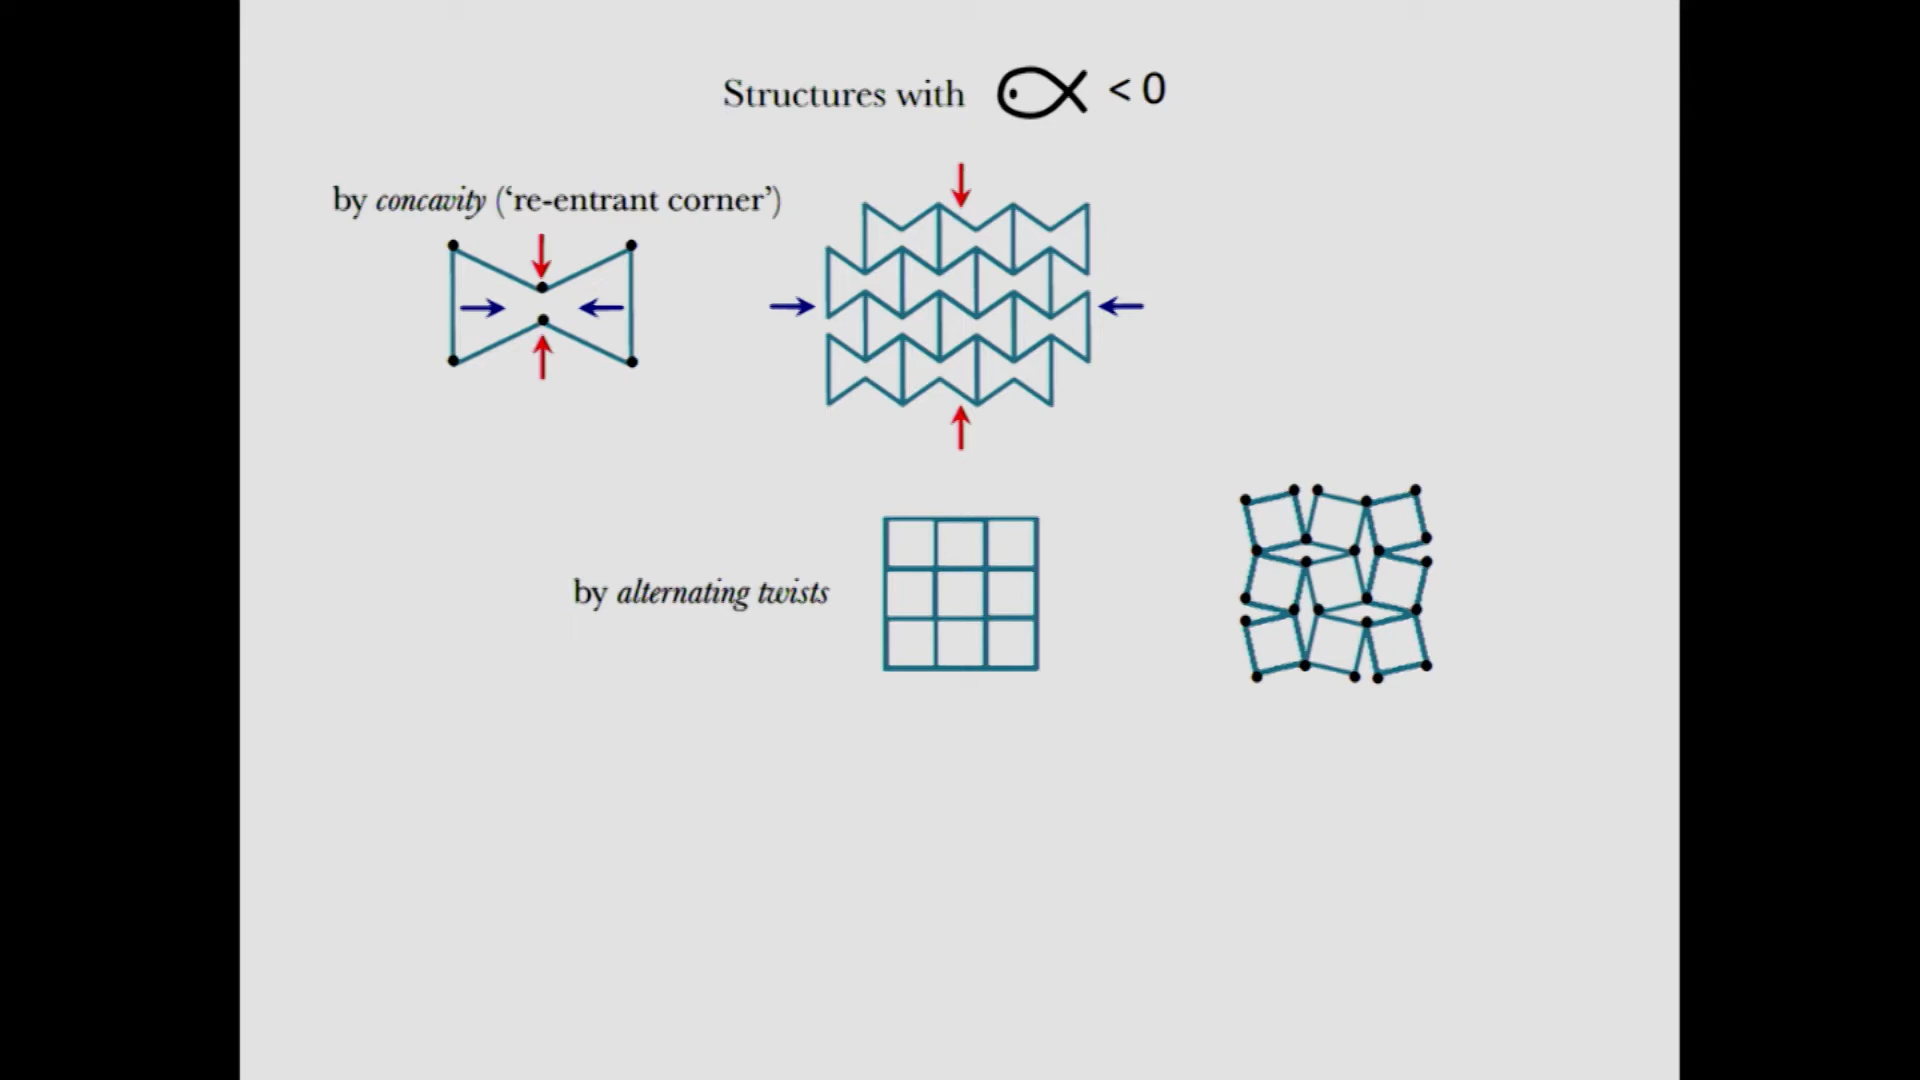 Structures with < 0
by concavity (‘re-entrant corner’)
by alternating twists